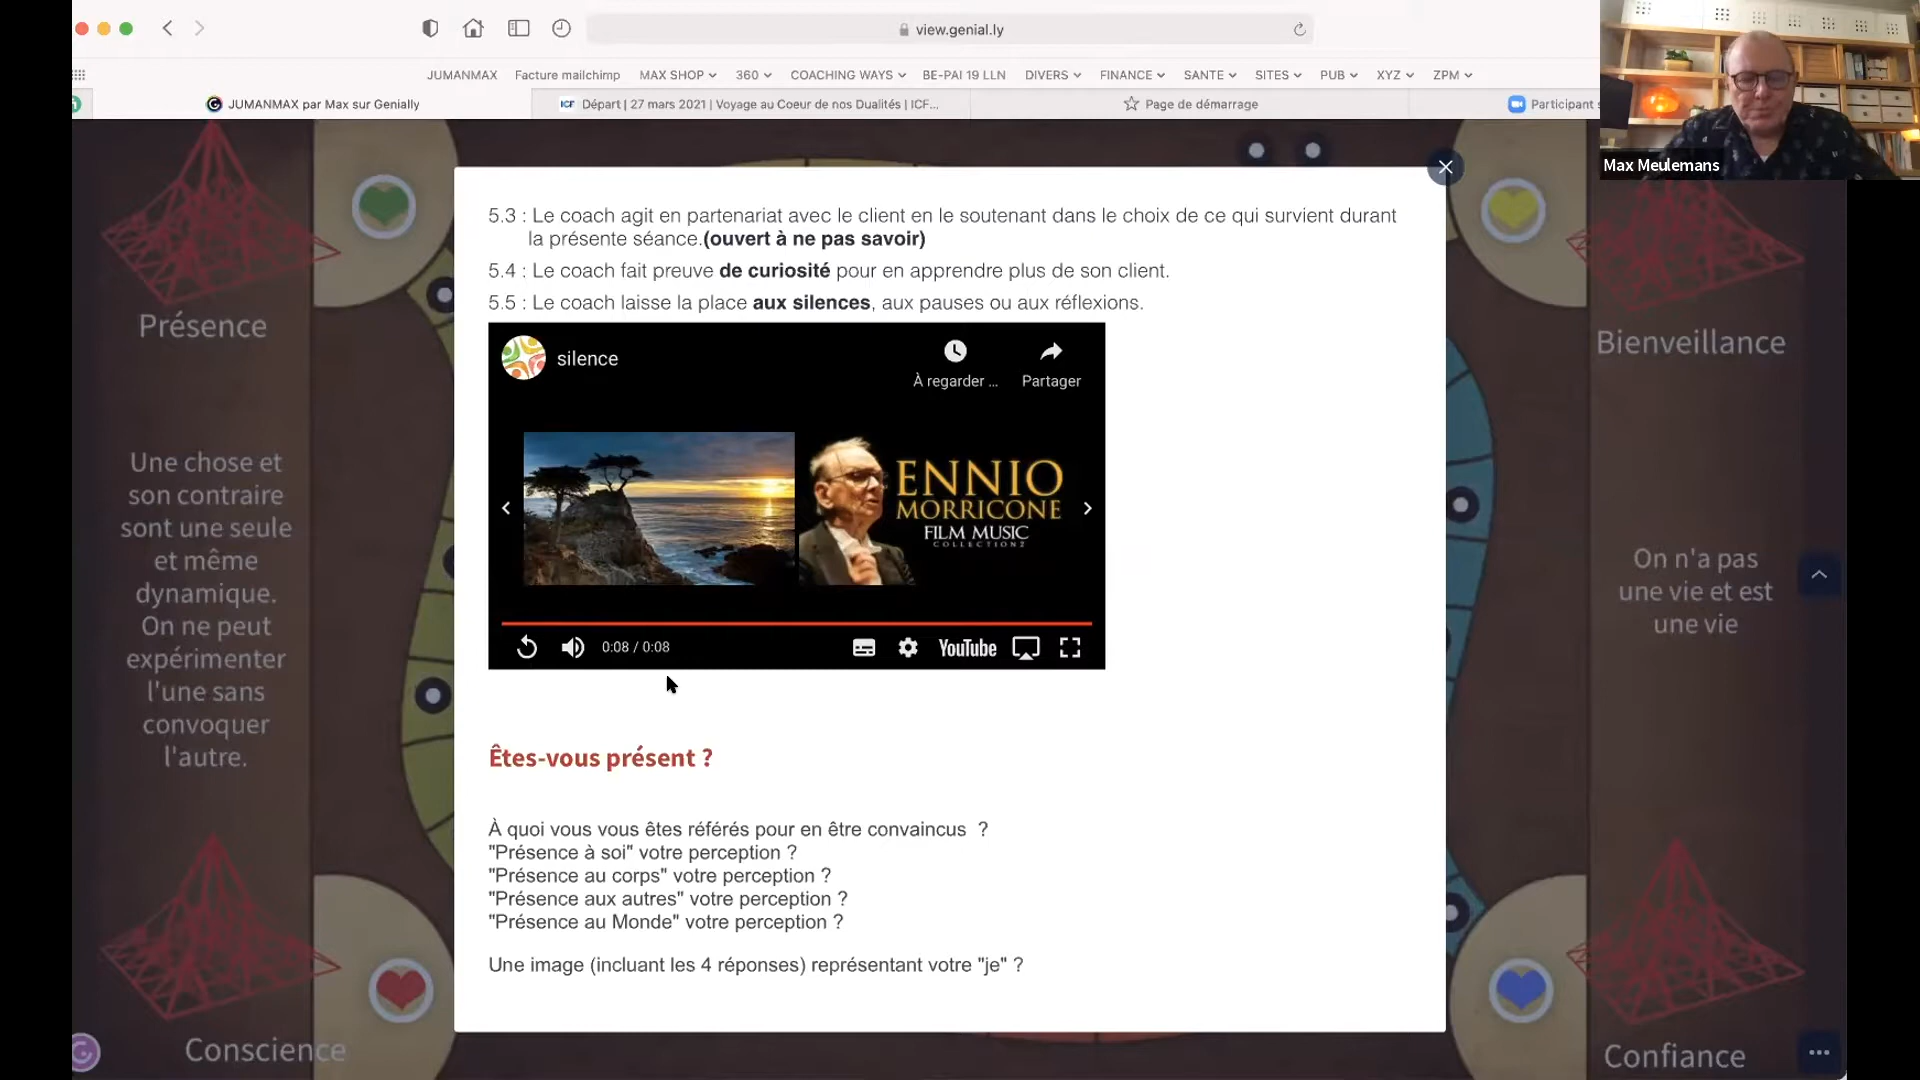 view.genial.ly
JUMANMAX Facture mailchimp MAX SHOP 360 COACHING WAYS BE-PAI 19 LLN DIVERS FINANCE SANTE SITES PUB XYZ ZPM
JUMANMAX par Max sur Genially
ICF Départ | 27 mars 2021 | Voyage au Coeur de nos Dualités | ICF...
Page de démarrage
Participant
Max Meulemans
Présence
Une chose et
son contraire
sont une seule
et même
dynamique.
On ne peut
expérimenter
l'une sans
convoquer
l'autre.
Conscience
5.3 : Le coach agit en partenariat avec le client en le soutenant dans le choix de ce qui survient durant
la présente séance.(ouvert à ne pas savoir)
5.4 : Le coach fait preuve de curiosité pour en apprendre plus de son client.
5.5 : Le coach laisse la place aux silences, aux pauses ou aux réflexions.
silence
À regarder ...
Partager
ENNIO
MORRICONE
FILM MUSIC
0:08 / 0:08
YouTube
Êtes-vous présent ?
À quoi vous vous êtes référés pour en être convaincus ?
"Présence à soi" votre perception ?
"Présence au corps" votre perception ?
"Présence aux autres" votre perception ?
"Présence au Monde" votre perception ?
Une image (incluant les 4 réponses) représentant votre "je" ?
Bienveillance
On n'a pas
une vie et est
une vie
Confiance